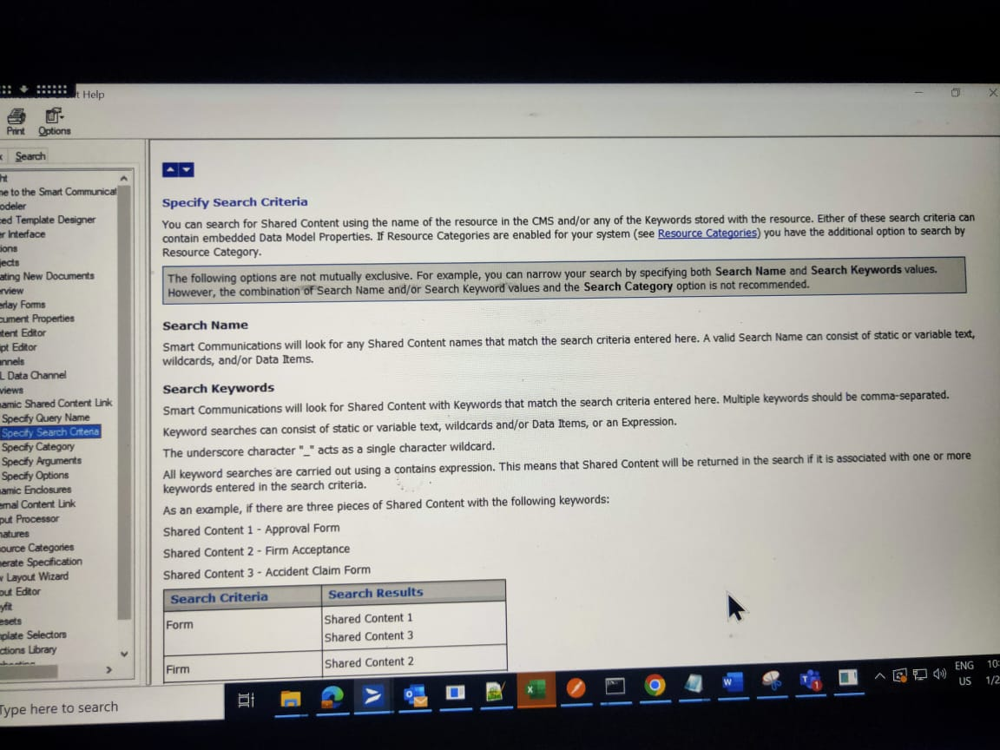 t Help
Print
Options
Search
ht
me to the Smart Communicat
odeler
ced Template Designer
er Interface
ions
jects
ating New Documents
rview
erlay Forms
cument Properties
ntent Editor
ipt Editor
annels
L Data Channel
views
namic Shared Content Link
Specify Query Name
Specify Search Criteria
Specify Category
Specify Arguments
Specify Options
namic Enclosures
ernal Content Link
put Processor
natures
source Categories
nerate Specification
v Layout Wizard
out Editor
yfit
esets
mplate Selectors
ctions Library
Specify Search Criteria
You can search for Shared Content using the name of the resource in the CMS and/or any of the Keywords stored with the resource. Either of these search criteria can
contain embedded Data Model Properties. If Resource Categories are enabled for your system (see Resource Categories) you have the additional option to search by
Resource Category.
The following options are not mutually exclusive. For example, you can narrow your search by specifying both Search Name and Search Keywords values.
However, the combination of Search Name and/or Search Keyword values and the Search Category option is not recommended.
Search Name
Smart Communications will look for any Shared Content names that match the search criteria entered here. A valid Search Name can consist of static or variable text,
wildcards, and/or Data Items.
Search Keywords
Smart Communications will look for Shared Content with Keywords that match the search criteria entered here. Multiple keywords should be comma-separated.
Keyword searches can consist of static or variable text, wildcards and/or Data Items, or an Expression.
The underscore character "_" acts as a single character wildcard.
All keyword searches are carried out using a contains expression. This means that Shared Content will be returned in the search if it is associated with one or more
keywords entered in the search criteria.
As an example, if there are three pieces of Shared Content with the following keywords:
Shared Content 1 - Approval Form
Shared Content 2 - Firm Acceptance
Shared Content 3 - Accident Claim Form
Search Criteria Search Results
Form Shared Content 1
Shared Content 3
Firm Shared Content 2
Type here to search
ENG 10:
US 1/2